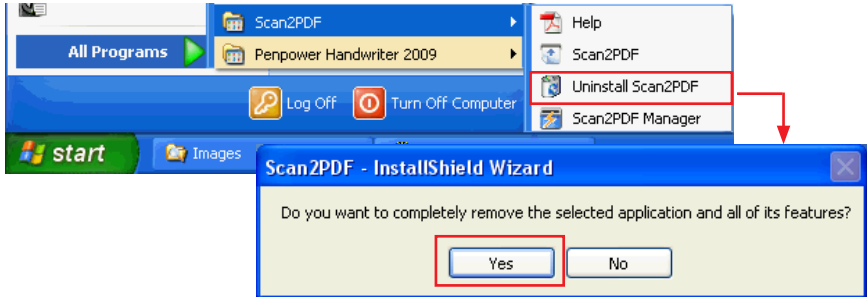 Scan2PDF
Help
All Programs
Penpower Handwriter 2009
Scan2PDF
Uninstall Scan2PDF
Log Off
Turn Off Computer
Scan2PDF Manager
start
Images
Scan2PDF - InstallShield Wizard
Do you want to completely remove the selected application and all of its features?
Yes
No